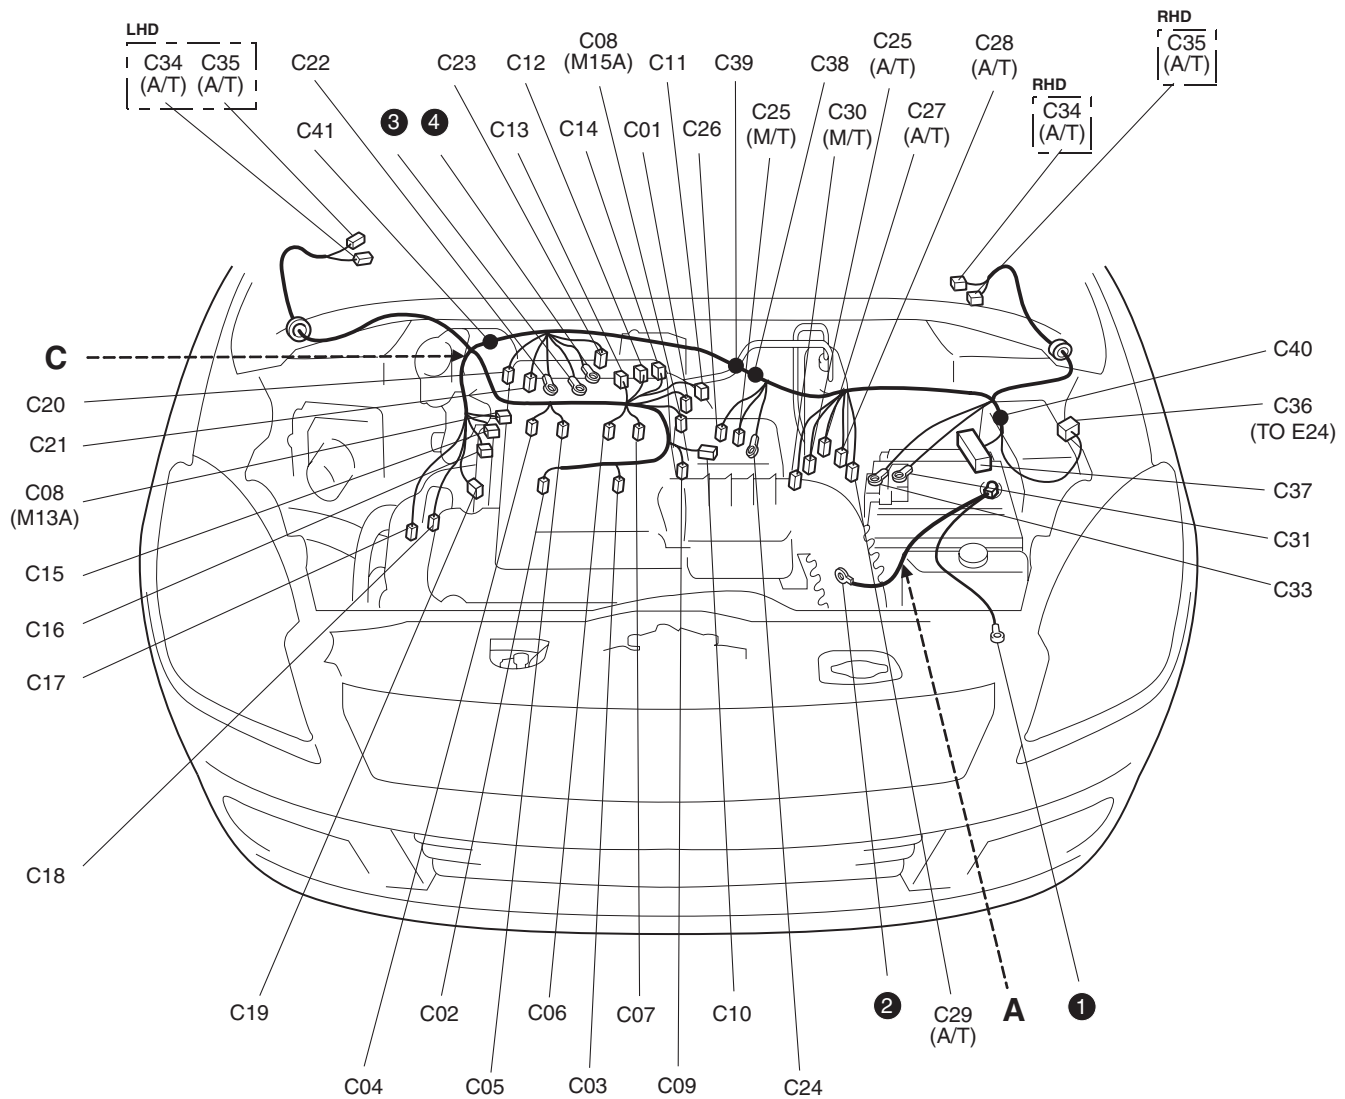 LHD
RHD
C34 C35 C22 C23 C12 C08 C11 C39 C38 C25 C28 C35
(A/T) (A/T) (M15A) (A/T) (A/T) (A/T)
RHD
C41 3 4 C13 C14 C01 C26 C25 C30 C27 C34
(M/T) (M/T) (A/T) (A/T)
C
C40
C20
C36
(TO E24)
C21
C08
(M13A)
C37
C31
C15
C33
C16
C17
C18
C19 C02 C06 C07 C10 2 C29 A 1
(A/T)
C04 C05 C03 C09 C24